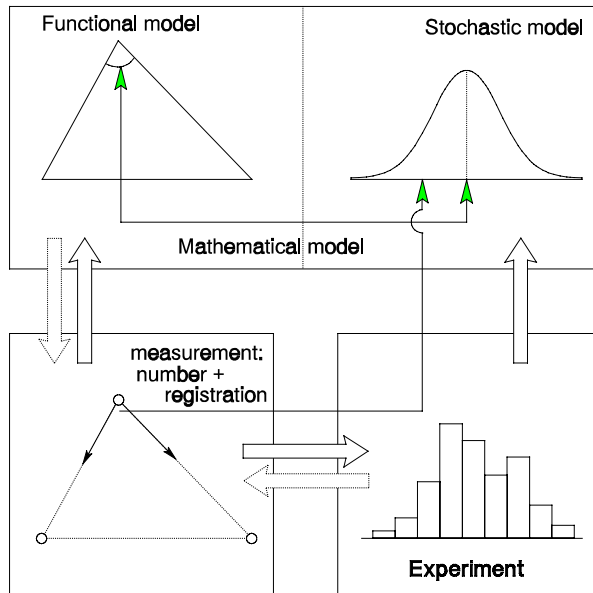 Functional model
Stochastic model
Mathematical model
measurement:
number +
registration
Experiment